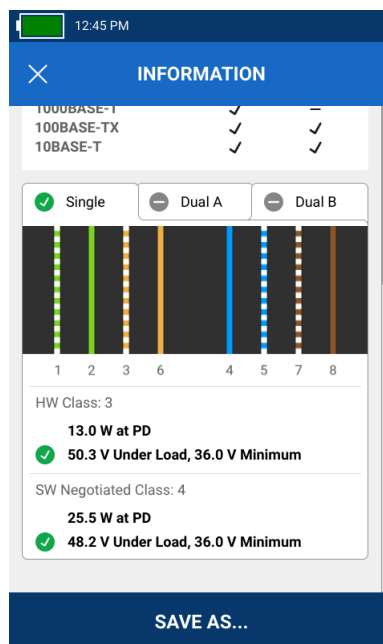 12:45 PM
INFORMATION
1000BASE-T
100BASE-TX
10BASE-T
Single Dual A Dual B
1 2 3 6 4 5 7 8
HW Class: 3
13.0 W at PD
50.3 V Under Load, 36.0 V Minimum
SW Negotiated Class: 4
25.5 W at PD
48.2 V Under Load, 36.0 V Minimum
SAVE AS...